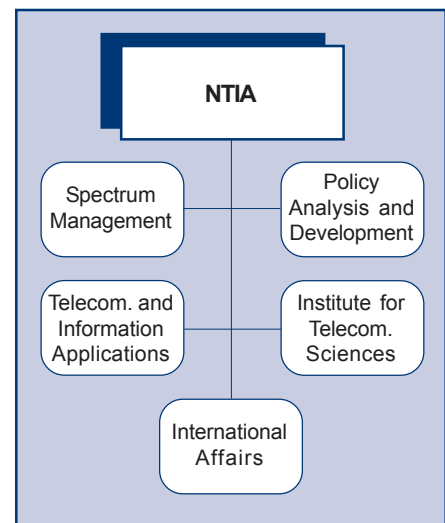 NTIA
Spectrum
Management
Policy
Analysis and
Development
Telecom. and
Information
Applications
Institute for
Telecom.
Sciences
International
Affairs